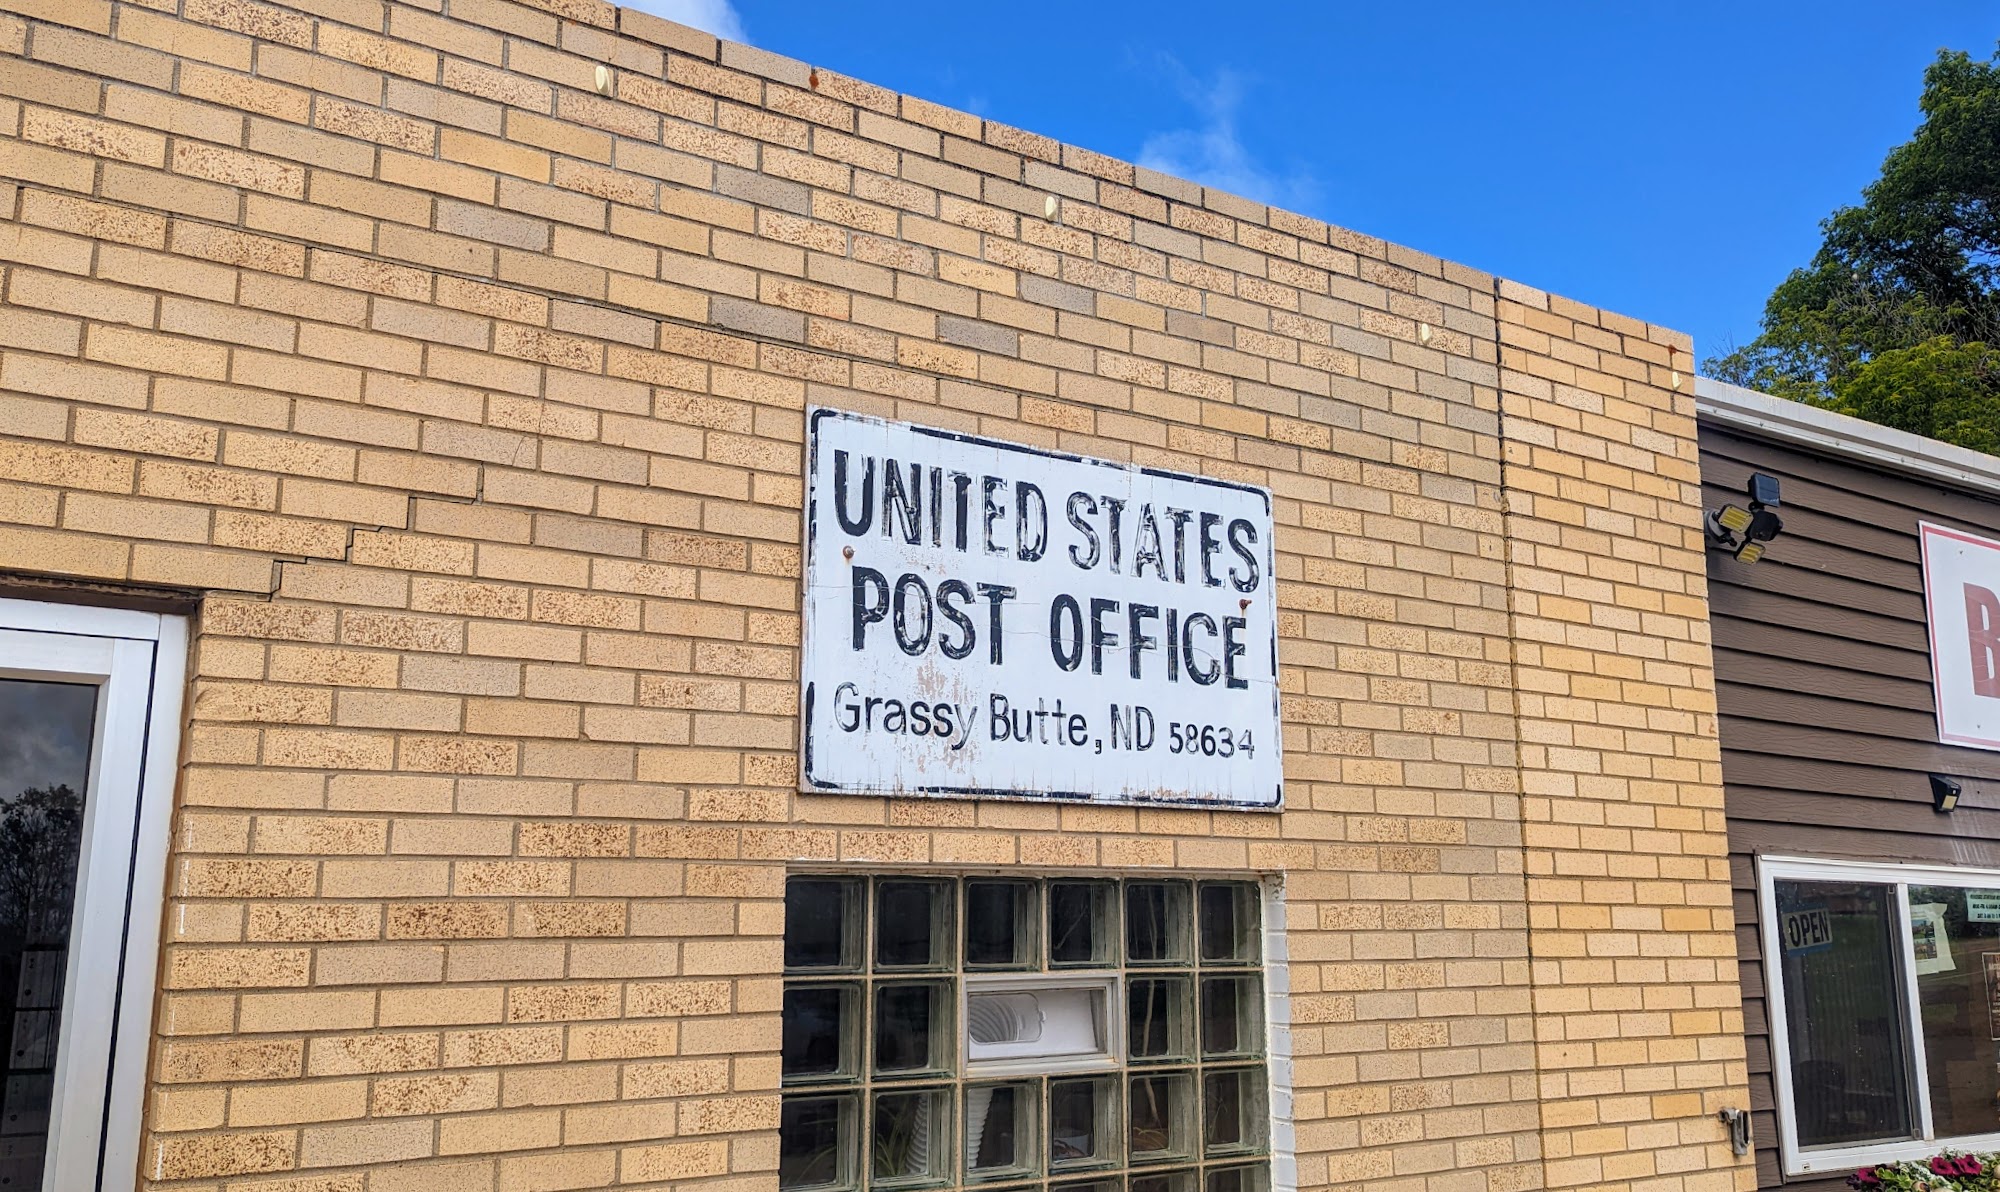 UNITED STATES
POST OFFICE
Grassy Butte, ND 58634
B
OPEN